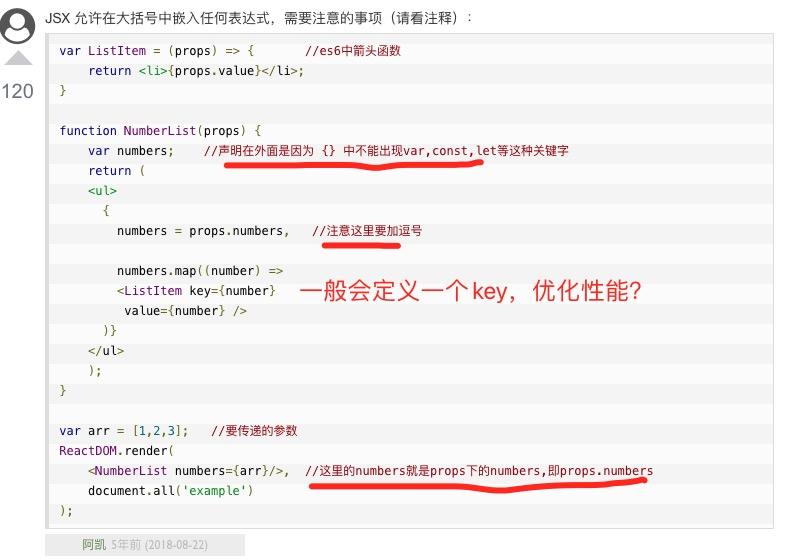 JSX 允许在大括号中嵌入任何表达式，需要注意的事项（请看注释）：
120
var ListItem = (props) => {       //es6中箭头函数
    return <li>{props.value}</li>;
}
function NumberList(props) {
    var numbers;    //声明在外面是因为 {} 中不能出现var,const,let等这种关键字
    return (
    <ul>
      {
        numbers = props.numbers,   //注意这里要加逗号
        numbers.map((number) =>
        <ListItem key={number}   一般会定义一个key，优化性能？
         value={number} />
      )}
    </ul>
    );
}
var arr = [1,2,3];   //要传递的参数
ReactDOM.render(
    <NumberList numbers={arr}/>,  //这里的numbers就是props下的numbers,即props.numbers
    document.all('example')
);
阿凯 5年前 (2018-08-22)